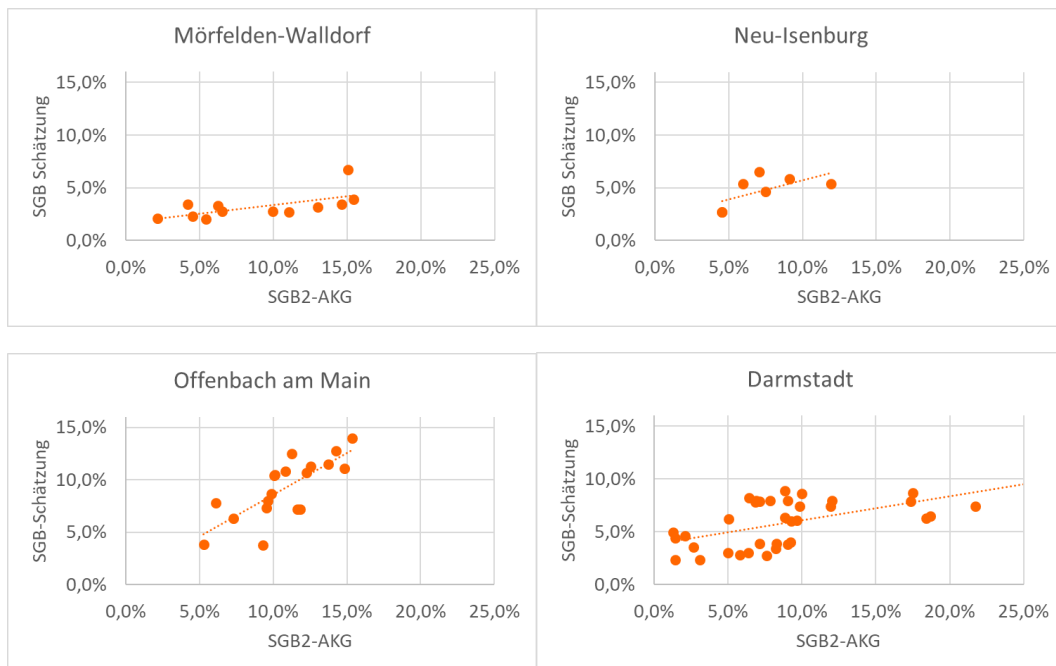 Mörfelden-Walldorf
SGB Schätzung
15,0%
10,0%
5,0%
0,0%
0,0% 5,0% 10,0% 15,0% 20,0% 25,0%
SGB2-AKG
Neu-Isenburg
SGB Schätzung
15,0%
10,0%
5,0%
0,0%
0,0% 5,0% 10,0% 15,0% 20,0% 25,0%
SGB2-AKG
Offenbach am Main
SGB-Schätzung
15,0%
10,0%
5,0%
0,0%
0,0% 5,0% 10,0% 15,0% 20,0% 25,0%
SGB2-AKG
Darmstadt
SGB-Schätzung
15,0%
10,0%
5,0%
0,0%
0,0% 5,0% 10,0% 15,0% 20,0% 25,0%
SGB2-AKG